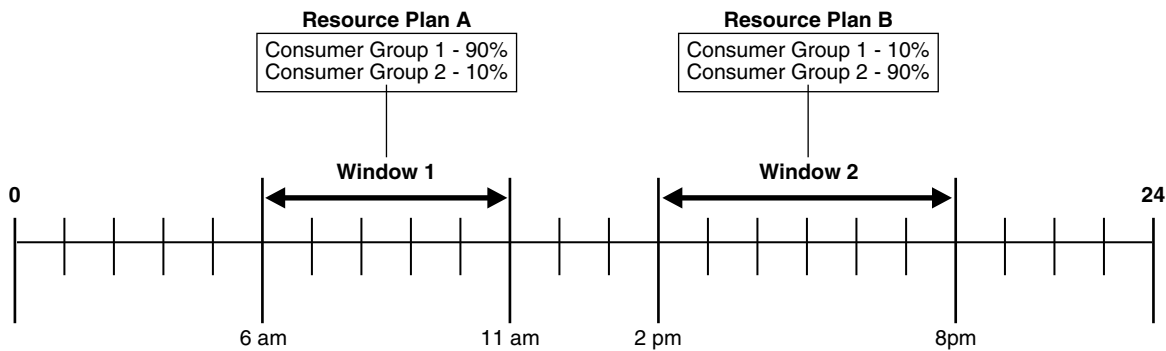 Resource Plan A
Consumer Group 1 - 90%
Consumer Group 2 - 10%
Resource Plan B
Consumer Group 1 - 10%
Consumer Group 2 - 90%
Window 1
Window 2
0
24
6 am
11 am
2 pm
8pm